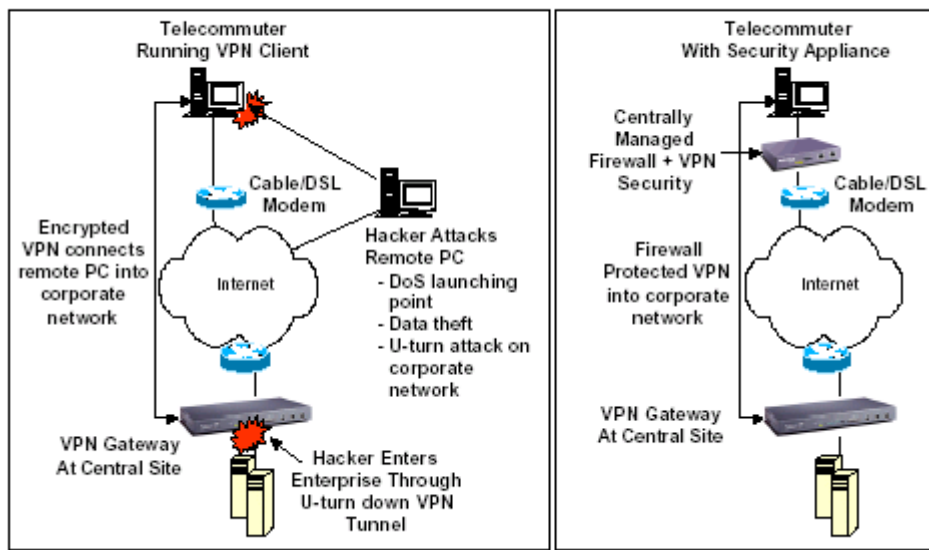 Telecommuter
Running VPN Client
Cable/DSL
Modem
Encrypted
VPN connects
remote PC into
corporate
network
Internet
Hacker Attacks
Remote PC
- DoS launching
point
- Data theft
- U-turn attack on
corporate
network
VPN Gateway
At Central Site
Hacker Enters
Enterprise Through
U-turn down VPN
Tunnel
Telecommuter
With Security Appliance
Centrally
Managed
Firewall + VPN
Security
Cable/DSL
Modem
Firewall
Protected VPN
into corporate
network
Internet
VPN Gateway
At Central Site